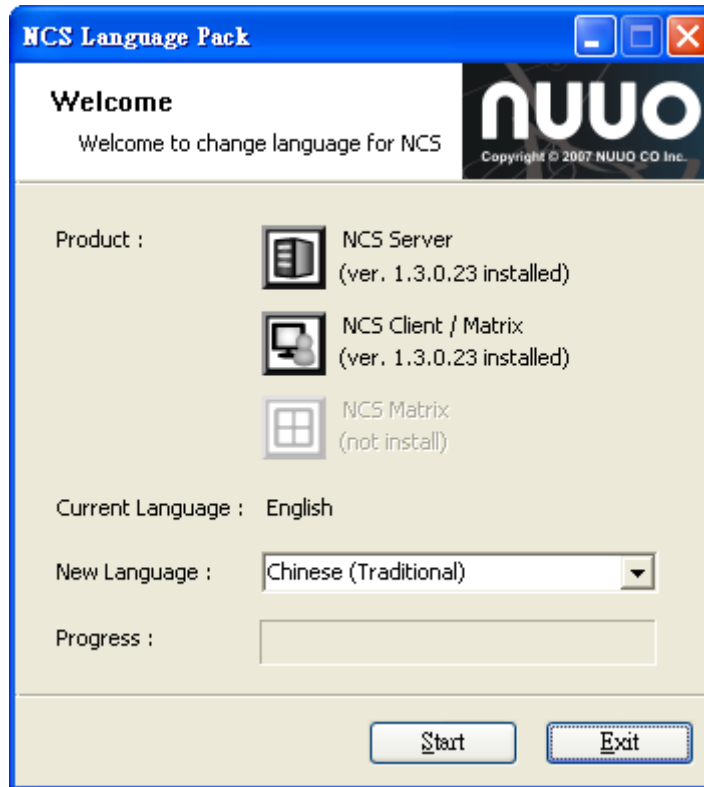 NCS Language Pack
nuuo
Copyright © 2007 NUUO CO Inc.
Welcome
Welcome to change language for NCS
Product :
NCS Server
(ver. 1.3.0.23 installed)
NCS Client / Matrix
(ver. 1.3.0.23 installed)
NCS Matrix
(not install)
Current Language : English
New Language : Chinese (Traditional)
Progress :
Start Exit